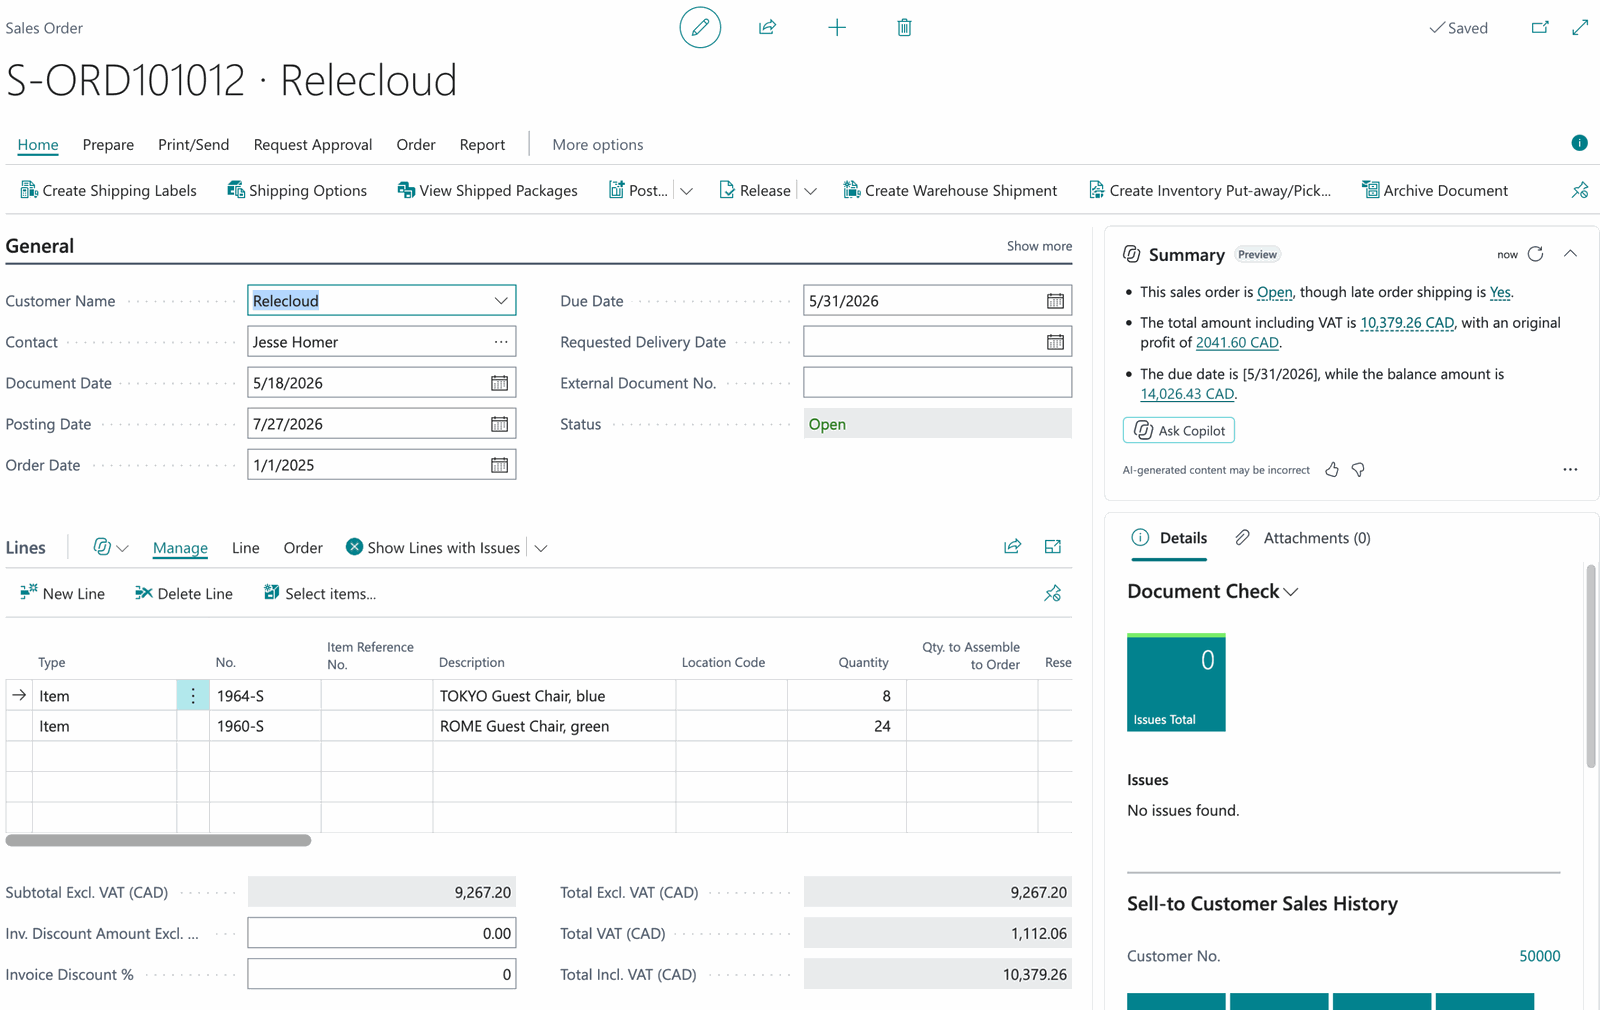 Sales Order
Saved
S-ORD101012 · Relecloud
Home Prepare Print/Send Request Approval Order Report More options
Create Shipping Labels Shipping Options View Shipped Packages Post... Release Create Warehouse Shipment Create Inventory Put-away/Pick... Archive Document
General Show more
Customer Name Relecloud Due Date 5/31/2026
Contact Jesse Homer ... Requested Delivery Date
Document Date 5/18/2026 External Document No.
Posting Date 7/27/2026 Status Open
Order Date 1/1/2025
Lines Manage Line Order Show Lines with Issues
New Line Delete Line Select items...
Type No. Item Reference No. Description Location Code Quantity Qty. to Assemble to Order Rese
Item 1964-S TOKYO Guest Chair, blue 8
Item 1960-S ROME Guest Chair, green 24
Subtotal Excl. VAT (CAD) 9,267.20 Total Excl. VAT (CAD) 9,267.20
Inv. Discount Amount Excl. ... 0.00 Total VAT (CAD) 1,112.06
Invoice Discount % 0 Total Incl. VAT (CAD) 10,379.26
Summary Preview now
• This sales order is Open, though late order shipping is Yes.
• The total amount including VAT is 10,379.26 CAD, with an original
profit of 2041.60 CAD.
• The due date is [5/31/2026], while the balance amount is
14,026.43 CAD.
Ask Copilot
AI-generated content may be incorrect
Details Attachments (0)
Document Check
0
Issues Total
Issues
No issues found.
Sell-to Customer Sales History
Customer No. 50000